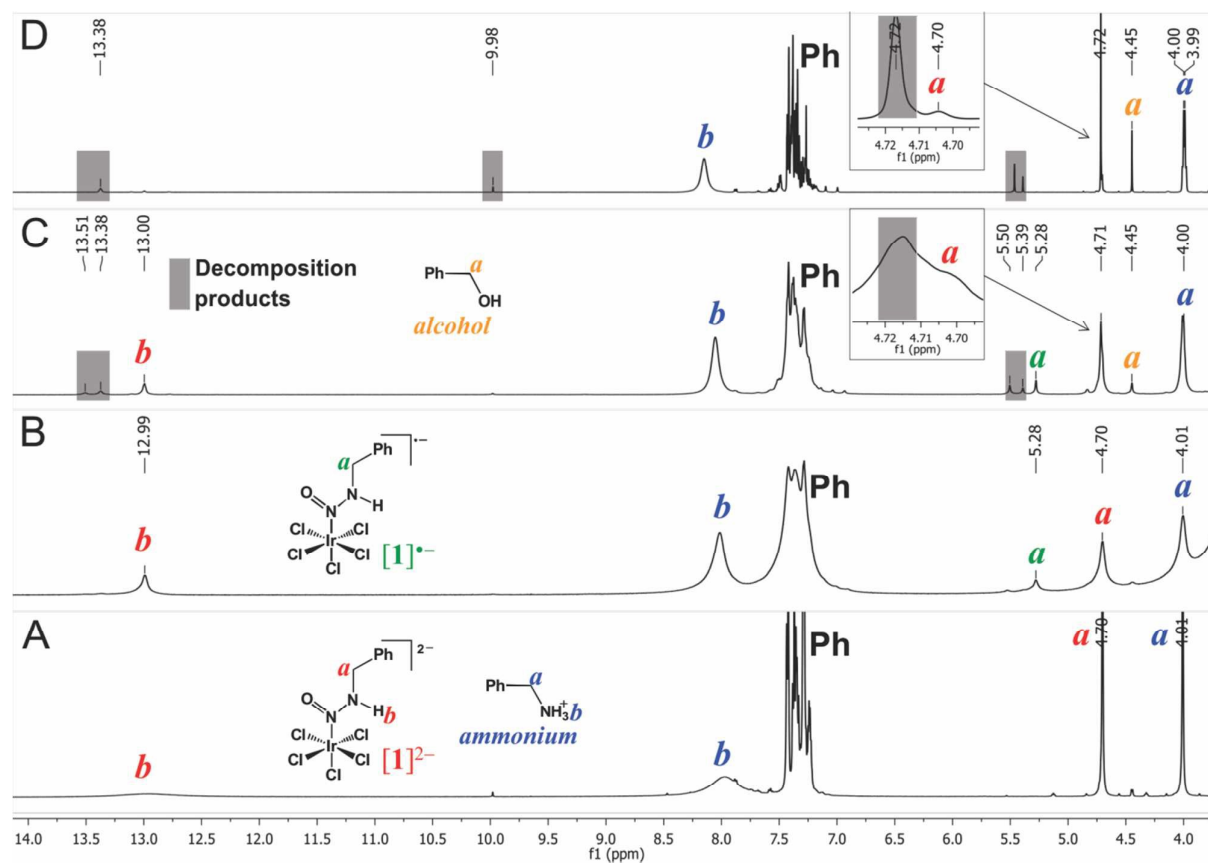 D
13.38
9.98
b
Ph
4.72
4.70
a
4.72
4.71
4.70
f1 (ppm)
4.72
4.45
4.00
3.99
a
a
C
13.51
13.38
13.00
Decomposition
products
Ph
a
OH
alcohol
b
b
Ph
a
4.72
4.71
4.70
f1 (ppm)
5.50
5.39
5.28
4.71
4.45
4.00
a
a
a
B
12.99
b
a
Ph
O
N
N
H
Cl
Cl
Ir
Cl
Cl
Cl
•−
[1]•−
b
Ph
5.28
4.70
4.01
a
a
a
A
b
a
Ph
O
N
N
H
b
Cl
Cl
Ir
Cl
Cl
Cl
2−
[1]2−
Ph
a
NH3+
b
ammonium
b
Ph
a
4.70
a
4.01
14.0 13.5 13.0 12.5 12.0 11.5 11.0 10.5 10.0 9.5 9.0 8.5 8.0 7.5 7.0 6.5 6.0 5.5 5.0 4.5 4.0
f1 (ppm)